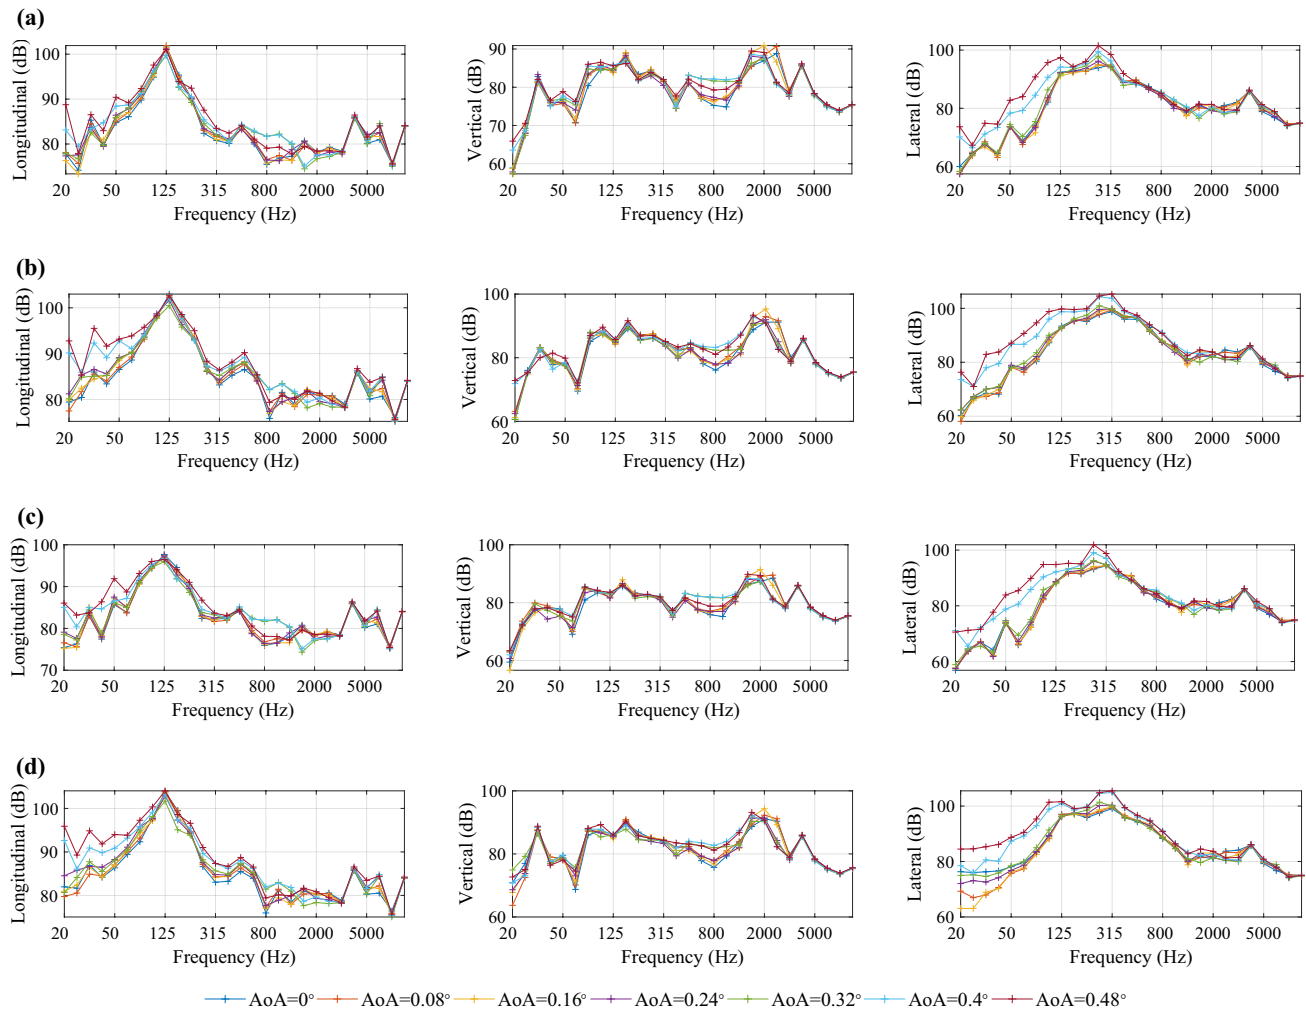 (a)
Longitudinal (dB)
100
90
80
20 50 125 315 800 2000 5000
Frequency (Hz)
Vertical (dB)
90
80
70
60
20 50 125 315 800 2000 5000
Frequency (Hz)
Lateral (dB)
100
80
60
20 50 125 315 800 2000 5000
Frequency (Hz)
(b)
Longitudinal (dB)
100
90
80
20 50 125 315 800 2000 5000
Frequency (Hz)
Vertical (dB)
100
80
60
20 50 125 315 800 2000 5000
Frequency (Hz)
Lateral (dB)
100
80
60
20 50 125 315 800 2000 5000
Frequency (Hz)
(c)
Longitudinal (dB)
100
90
80
70
20 50 125 315 800 2000 5000
Frequency (Hz)
Vertical (dB)
100
80
60
20 50 125 315 800 2000 5000
Frequency (Hz)
Lateral (dB)
100
80
60
20 50 125 315 800 2000 5000
Frequency (Hz)
(d)
Longitudinal (dB)
100
90
80
20 50 125 315 800 2000 5000
Frequency (Hz)
Vertical (dB)
100
80
60
20 50 125 315 800 2000 5000
Frequency (Hz)
Lateral (dB)
100
80
60
20 50 125 315 800 2000 5000
Frequency (Hz)
AoA=0° AoA=0.08° AoA=0.16° AoA=0.24° AoA=0.32° AoA=0.4° AoA=0.48°